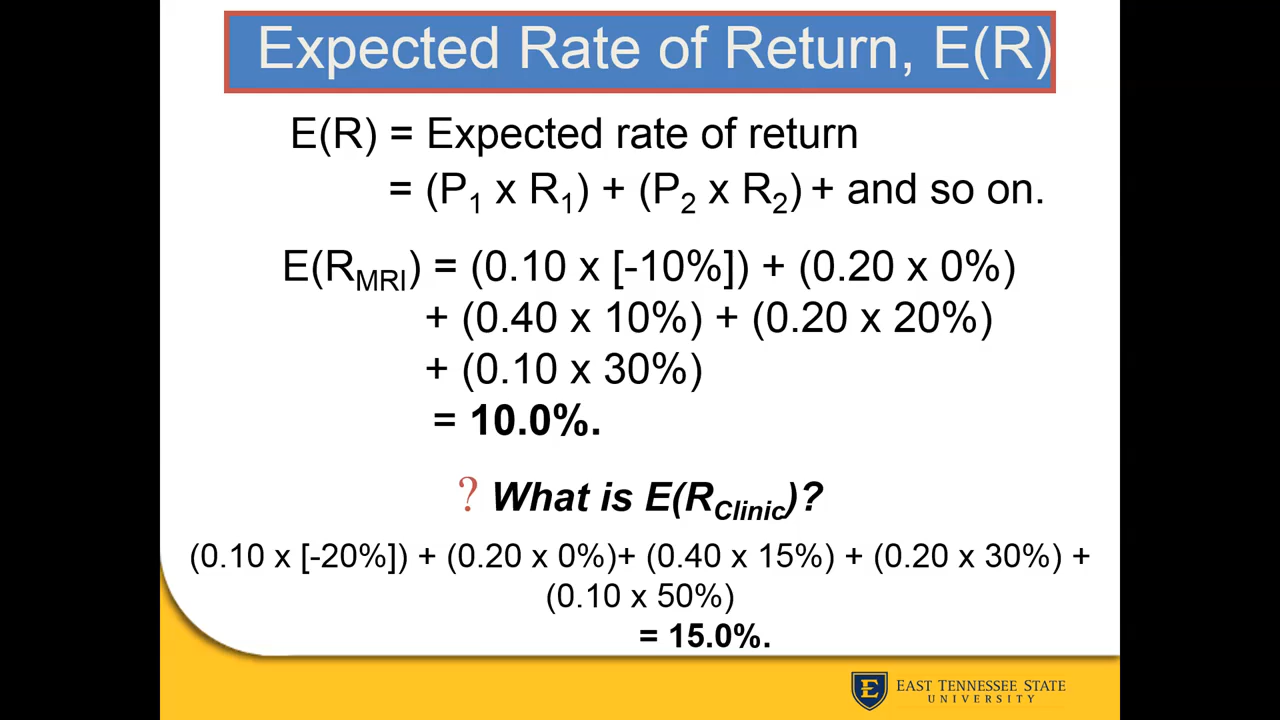 Expected Rate of Return, E(R)
E(R) = Expected rate of return
= (P₁ x R₁) + (P₂ x R₂) + and so on.
E(R_MRI) = (0.10 x [-10%]) + (0.20 x 0%)
+ (0.40 x 10%) + (0.20 x 20%)
+ (0.10 x 30%)
= 10.0%.
? What is E(R_Clinic)?
(0.10 x [-20%]) + (0.20 x 0%)+ (0.40 x 15%) + (0.20 x 30%) +
(0.10 x 50%)
= 15.0%.
E
EAST TENNESSEE STATE
UNIVERSITY